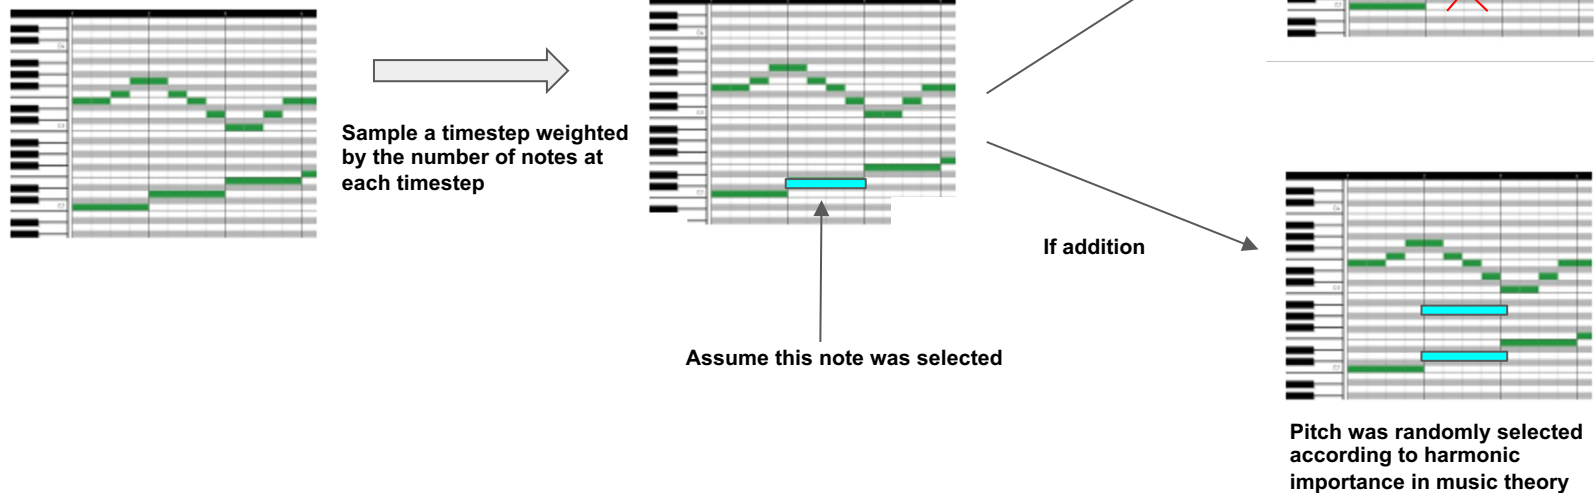 Sample a timestep weighted
by the number of notes at
each timestep
Assume this note was selected
If addition
Pitch was randomly selected
according to harmonic
importance in music theory